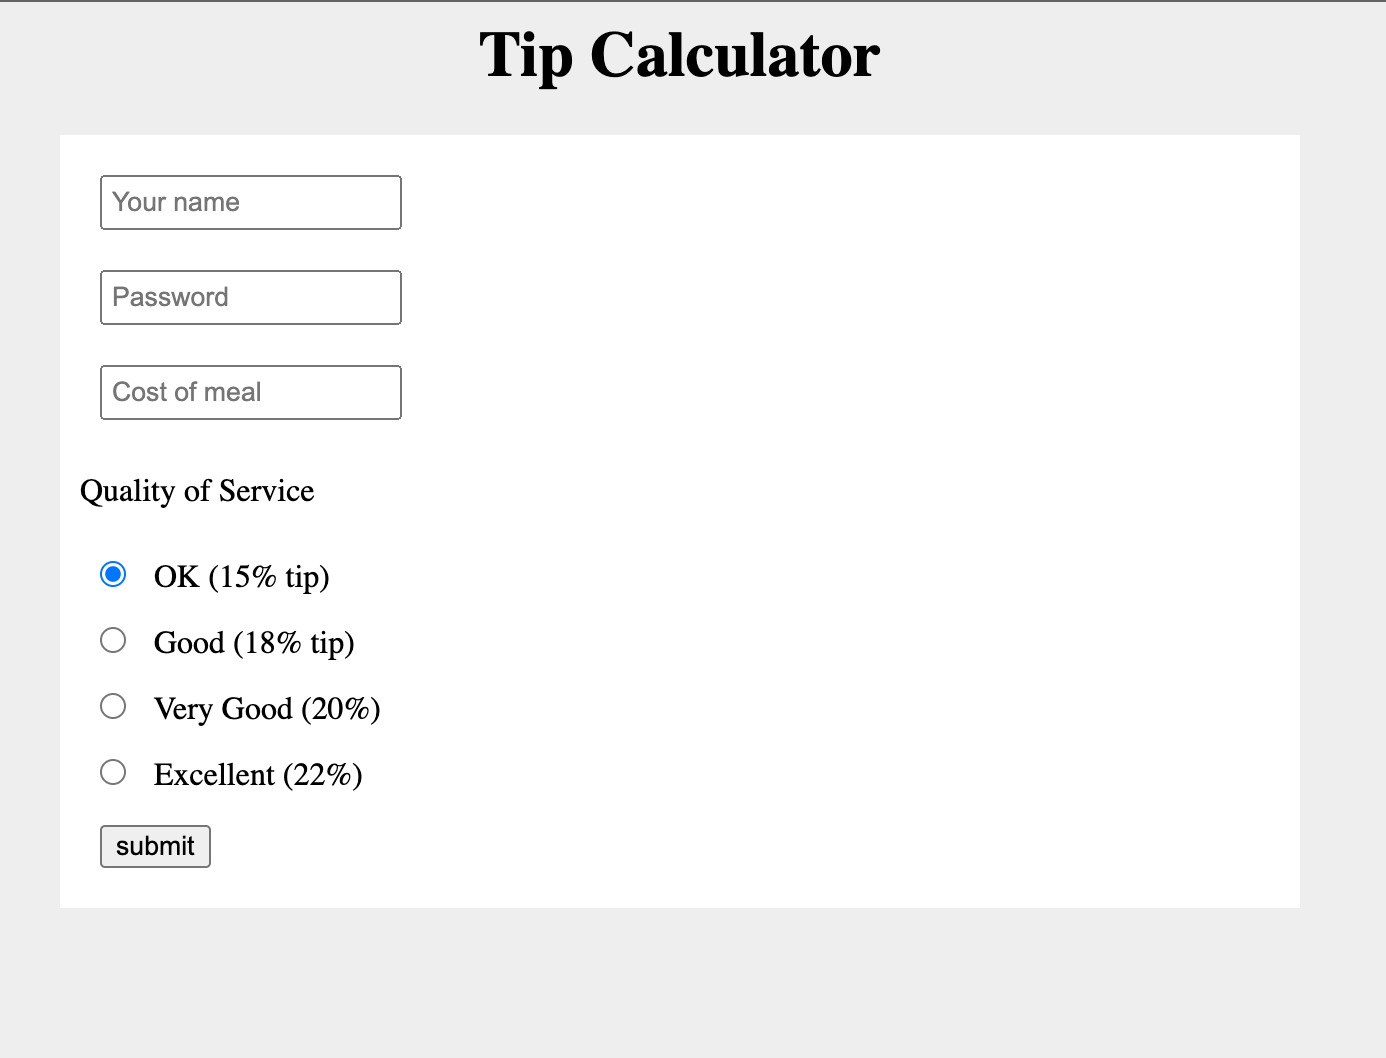 Tip Calculator
Your name
Password
Cost of meal
Quality of Service
OK (15% tip)
Good (18% tip)
Very Good (20%)
Excellent (22%)
submit